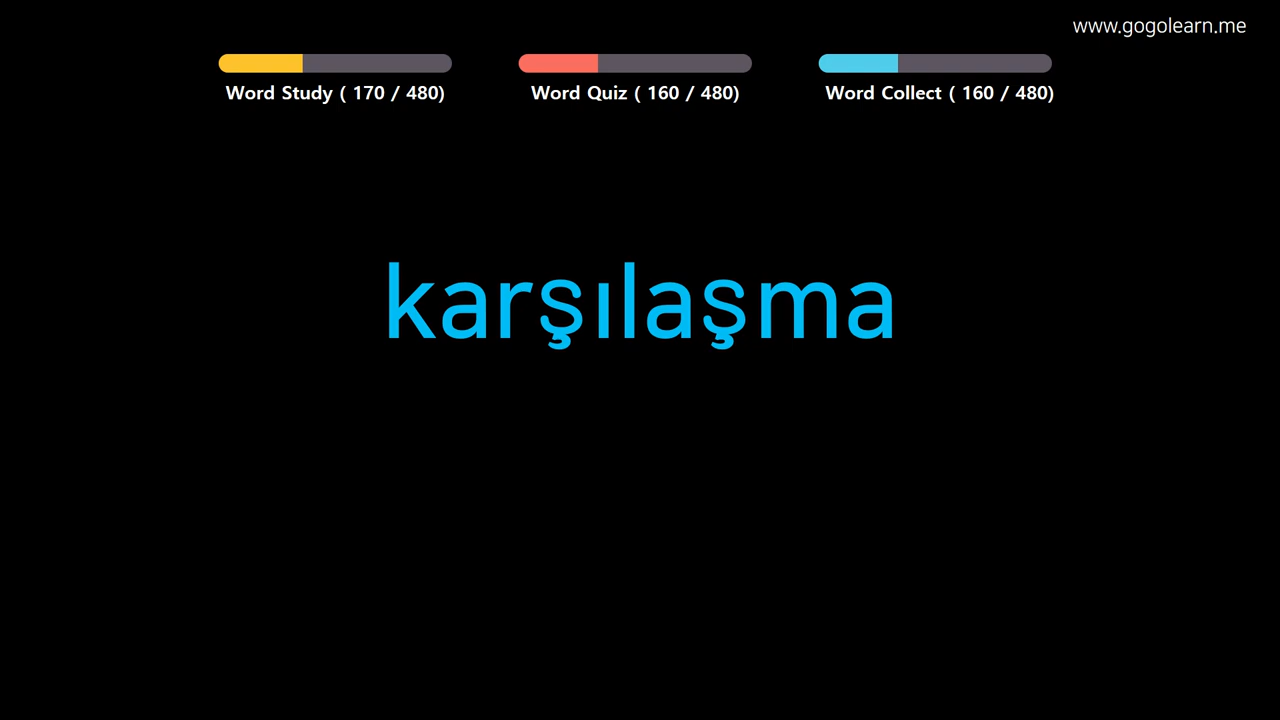 www.gogolearn.me
Word Study ( 170 / 480)
Word Quiz ( 160 / 480)
Word Collect ( 160 / 480)
karşılaşma